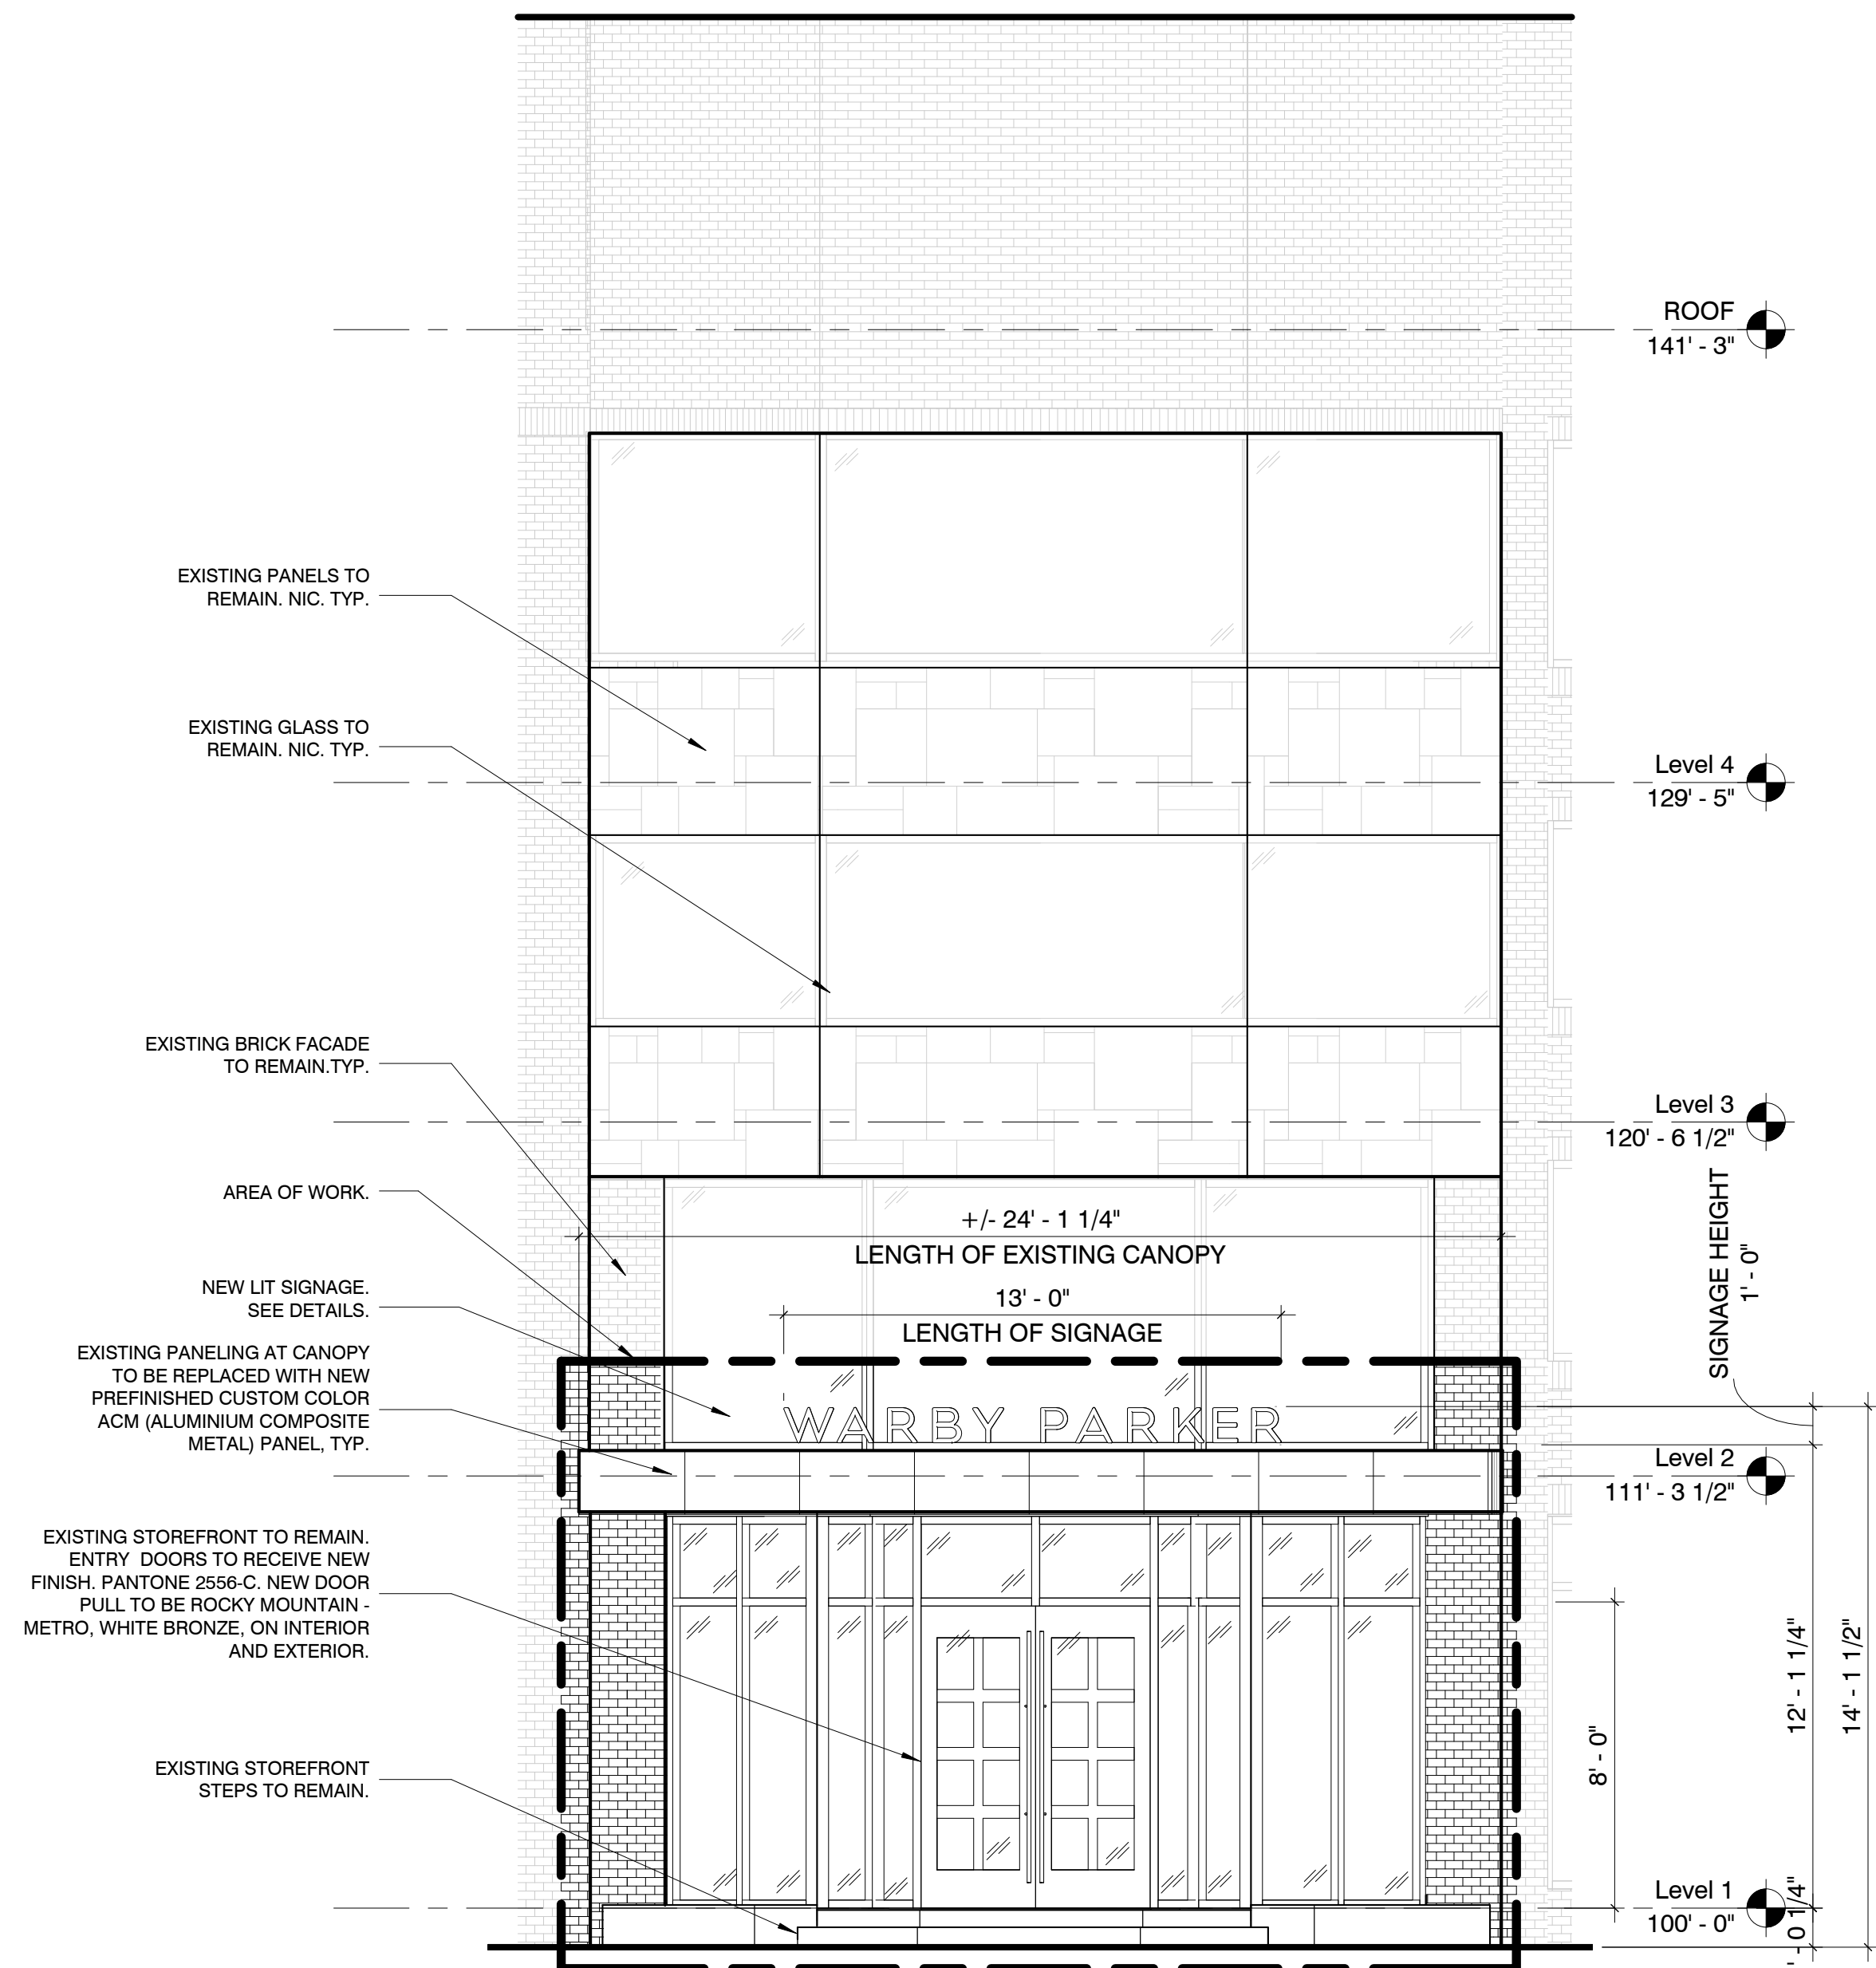 ROOF
141' - 3"
EXISTING PANELS TO
REMAIN. NIC. TYP.
EXISTING GLASS TO
REMAIN. NIC. TYP.
Level 4
129' - 5"
EXISTING BRICK FACADE
TO REMAIN.TYP.
Level 3
120' - 6 1/2"
AREA OF WORK.
SIGNAGE HEIGHT
1' - 0"
+/- 24' - 1 1/4"
LENGTH OF EXISTING CANOPY
NEW LIT SIGNAGE.
SEE DETAILS.
13' - 0"
LENGTH OF SIGNAGE
EXISTING PANELING AT CANOPY
TO BE REPLACED WITH NEW
PREFINISHED CUSTOM COLOR
ACM (ALUMINIUM COMPOSITE
METAL) PANEL, TYP.
WARBY PARKER
Level 2
111' - 3 1/2"
EXISTING STOREFRONT TO REMAIN.
ENTRY DOORS TO RECEIVE NEW
FINISH. PANTONE 2556-C. NEW DOOR
PULL TO BE ROCKY MOUNTAIN -
METRO, WHITE BRONZE, ON INTERIOR
AND EXTERIOR.
8' - 0"
12' - 1 1/4"
14' - 1 1/2"
EXISTING STOREFRONT
STEPS TO REMAIN.
Level 1
100' - 0"
' - 0 1/4"